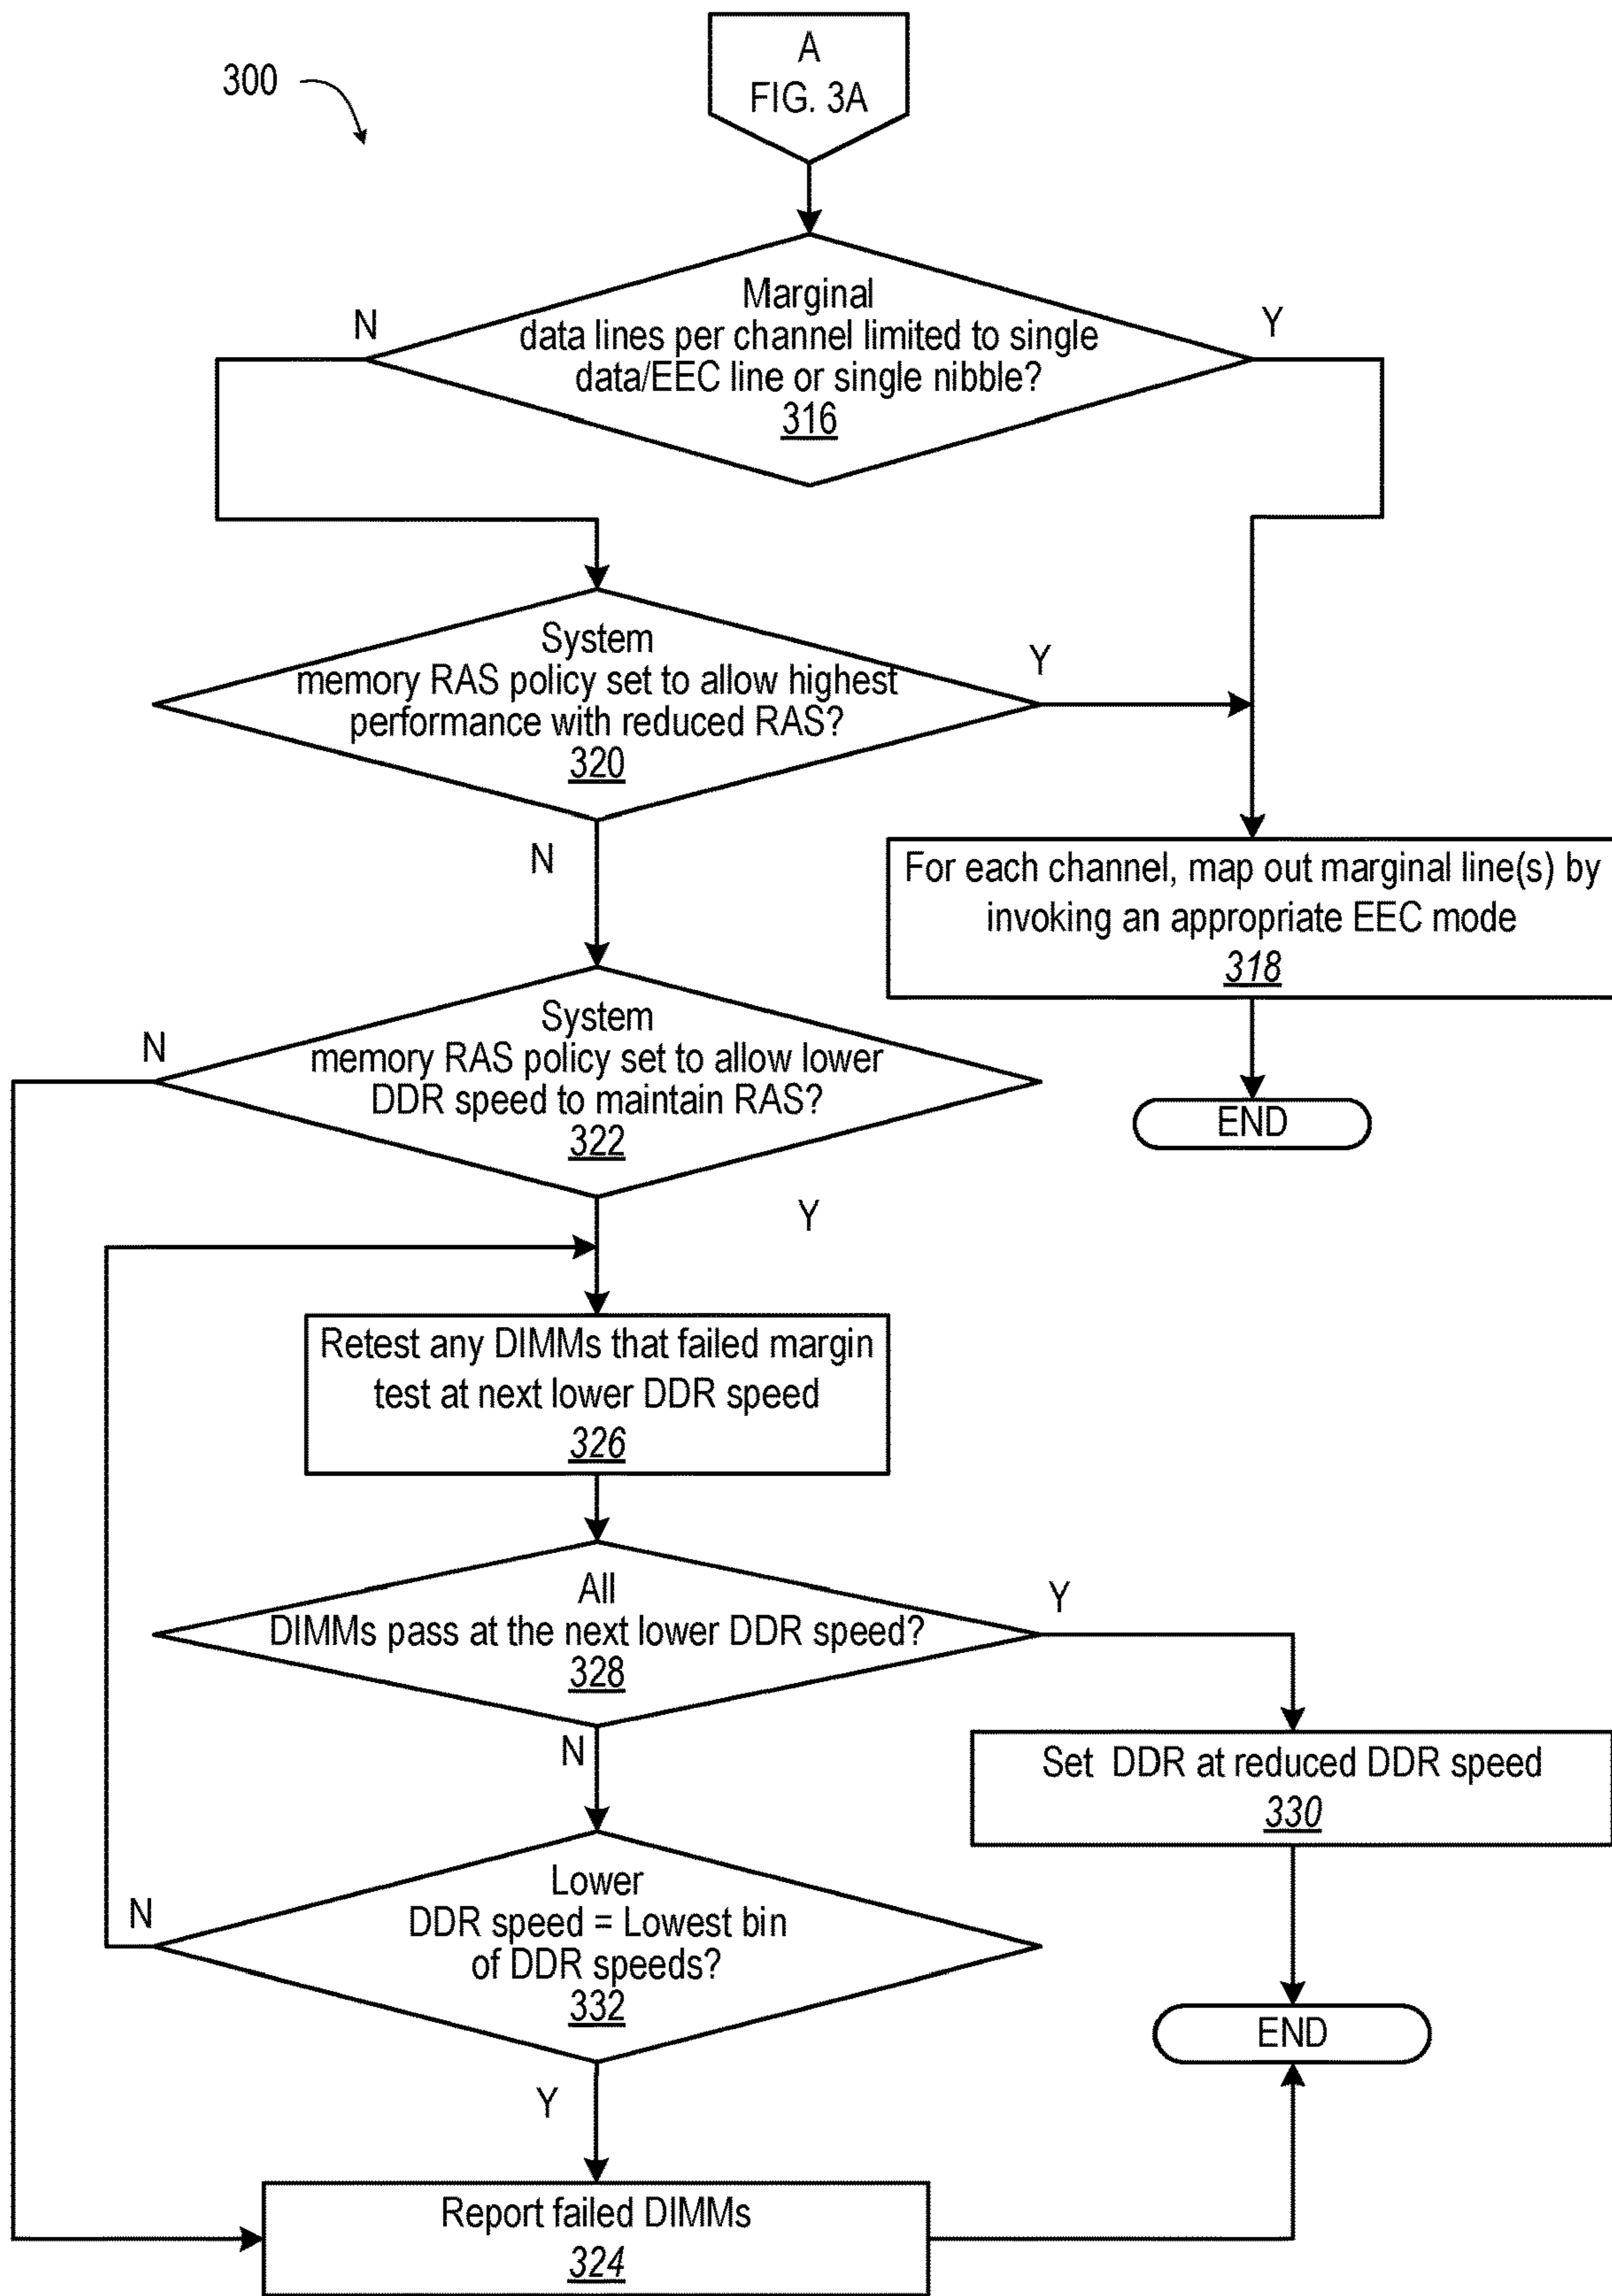 A
FIG. 3A
300
Marginal
data lines per channel limited to single
data/EEC line or single nibble?
316
N
Y
System
memory RAS policy set to allow highest
performance with reduced RAS?
320
Y
N
For each channel, map out marginal line(s) by
invoking an appropriate EEC mode
318
END
System
memory RAS policy set to allow lower
DDR speed to maintain RAS?
322
N
Y
Retest any DIMMs that failed margin
test at next lower DDR speed
326
All
DIMMs pass at the next lower DDR speed?
328
Y
N
Set DDR at reduced DDR speed
330
Lower
DDR speed = Lowest bin
of DDR speeds?
332
N
END
Y
Report failed DIMMs
324